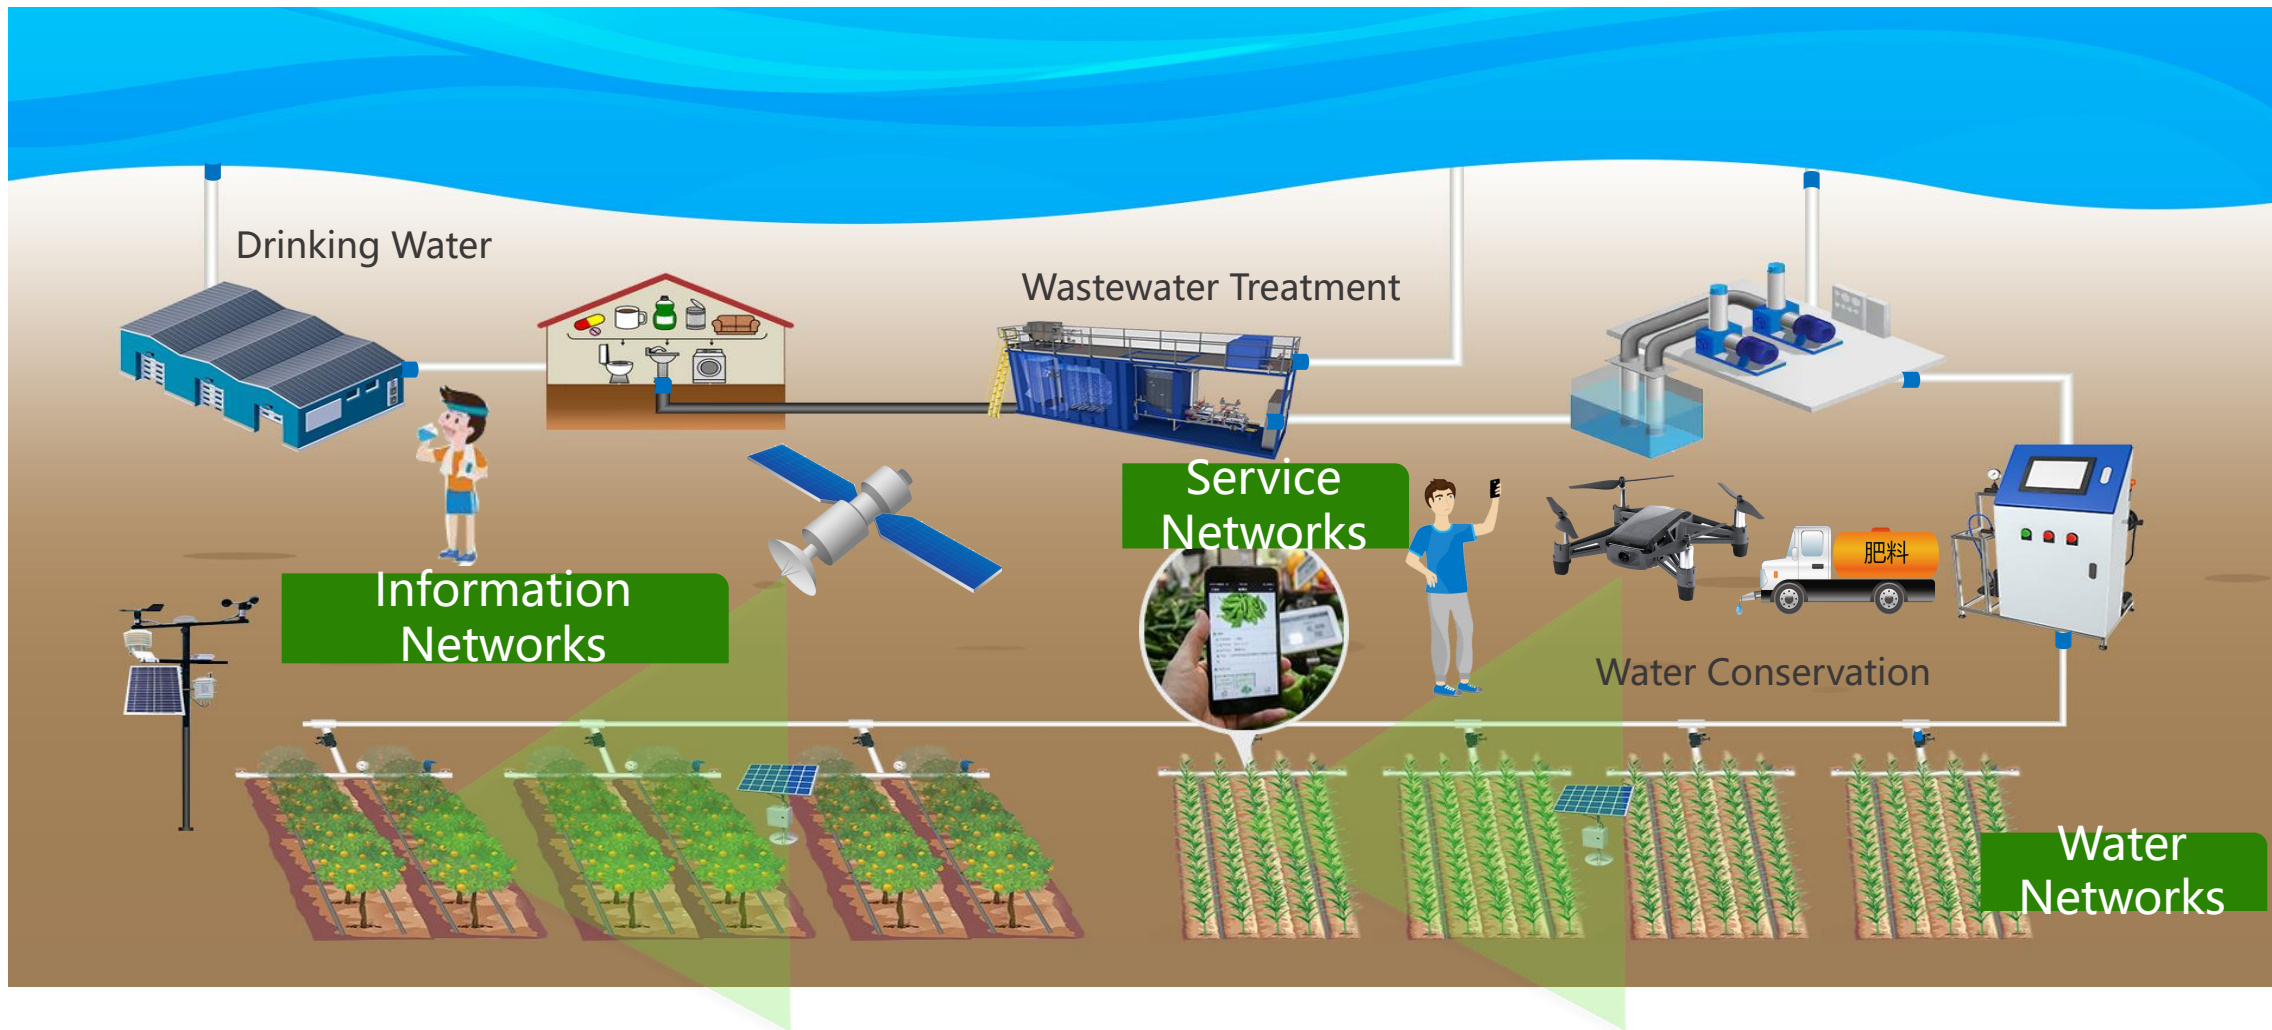 Drinking Water
Wastewater Treatment
Service
Networks
肥料
Information
Networks
Water Conservation
Water
Networks